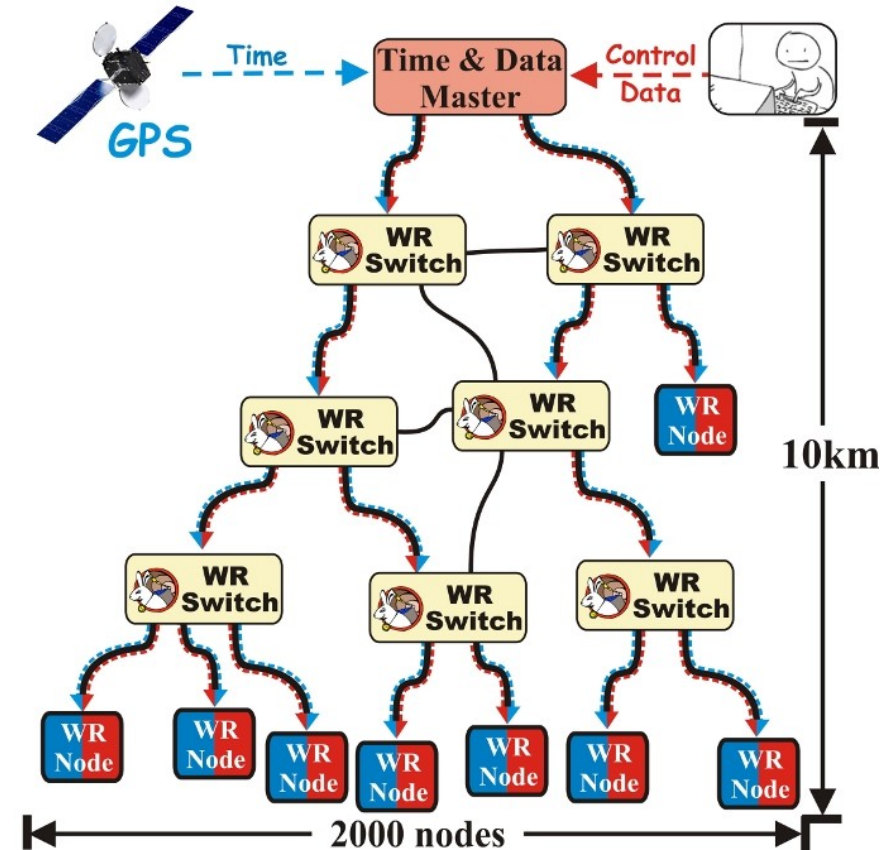 Time
GPS
Time & Data
Master
Control
Data
WR
Switch
WR
Switch
WR
Switch
WR
Switch
WR
Node
10km
WR
Switch
WR
Switch
WR
Switch
WR
Node
WR
Node
WR
Node
WR
Node
WR
Node
WR
Node
WR
Node
2000 nodes